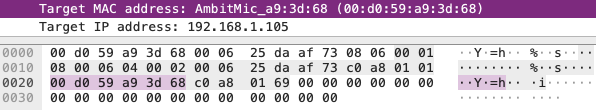 Target MAC address: AmbitMic_a9:3d:68 (00:d0:59:a9:3d:68)
Target IP address: 192.168.1.105
0000 00 d0 59 a9 3d 68 00 06 25 da af 73 08 06 00 01 ··Y·=h·· %··s····
0010 08 00 06 04 00 02 00 06 25 da af 73 c0 a8 01 01 ········ %··s····
0020 00 d0 59 a9 3d 68 c0 a8 01 69 00 00 00 00 00 00 ··Y·=h·· ·i······
0030 00 00 00 00 00 00 00 00 00 00 00 00 ········ ····